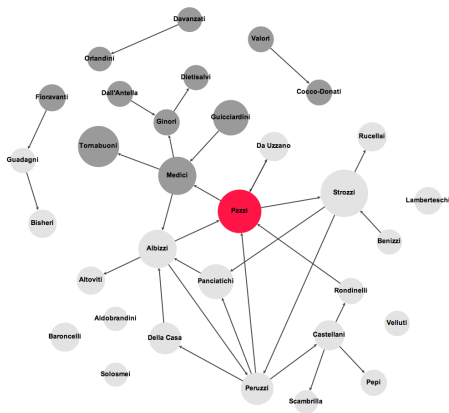 Davanzati
Orlandini
Valori
Cocco-Donati
Dietisalvi
Dall'Antella
Fioravanti
Ginori
Guicciardini
Tornabuoni
Da Uzzano
Rucellai
Guadagni
Medici
Strozzi
Lamberteschi
Pazzi
Bisheri
Benizzi
Albizzi
Altoviti
Panciatichi
Rondinelli
Aldobrandini
Velluti
Baroncelli
Della Casa
Castellani
Solosmei
Peruzzi
Pepi
Scambrilla